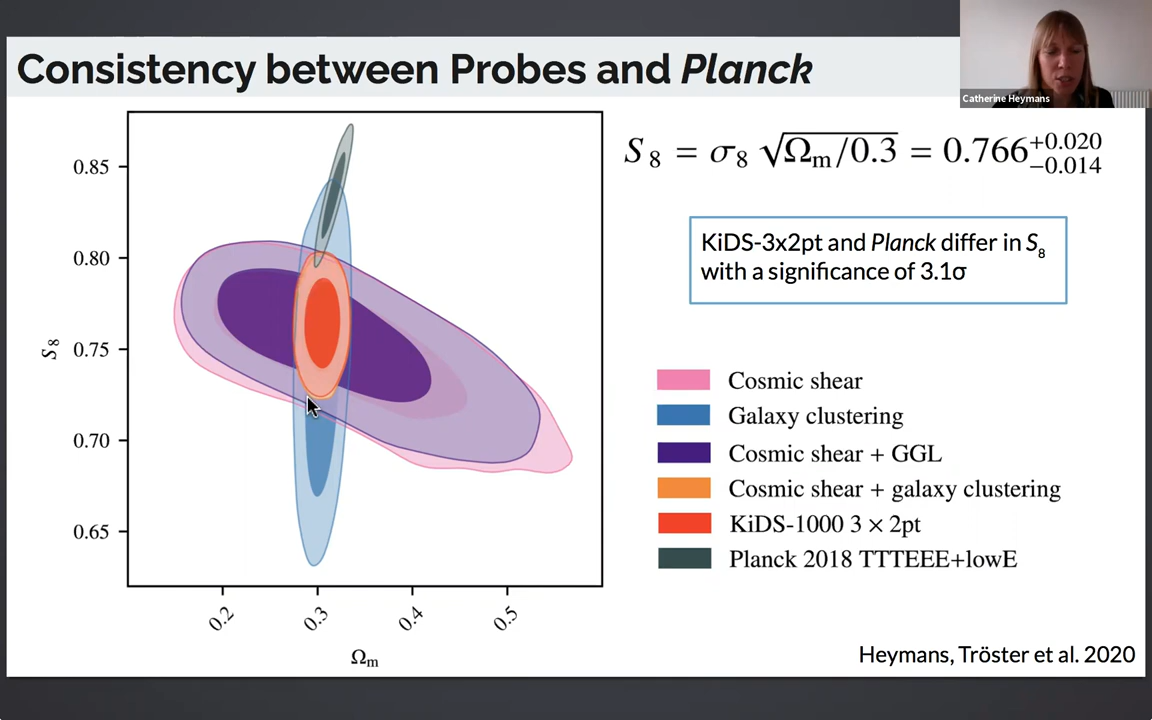 Consistency between Probes and Planck
Catherine Heymans
S₈ = σ₈ √Ωₘ/0.3 = 0.766+0.020 −0.014
KiDS-3x2pt and Planck differ in S₈
with a significance of 3.1σ
0.85
0.80
0.75
0.70
0.65
S₈
0.2
0.3
0.4
0.5
Ωₘ
Cosmic shear
Galaxy clustering
Cosmic shear + GGL
Cosmic shear + galaxy clustering
KiDS-1000 3 × 2pt
Planck 2018 TTTEEE+lowE
Heymans, Tröster et al. 2020